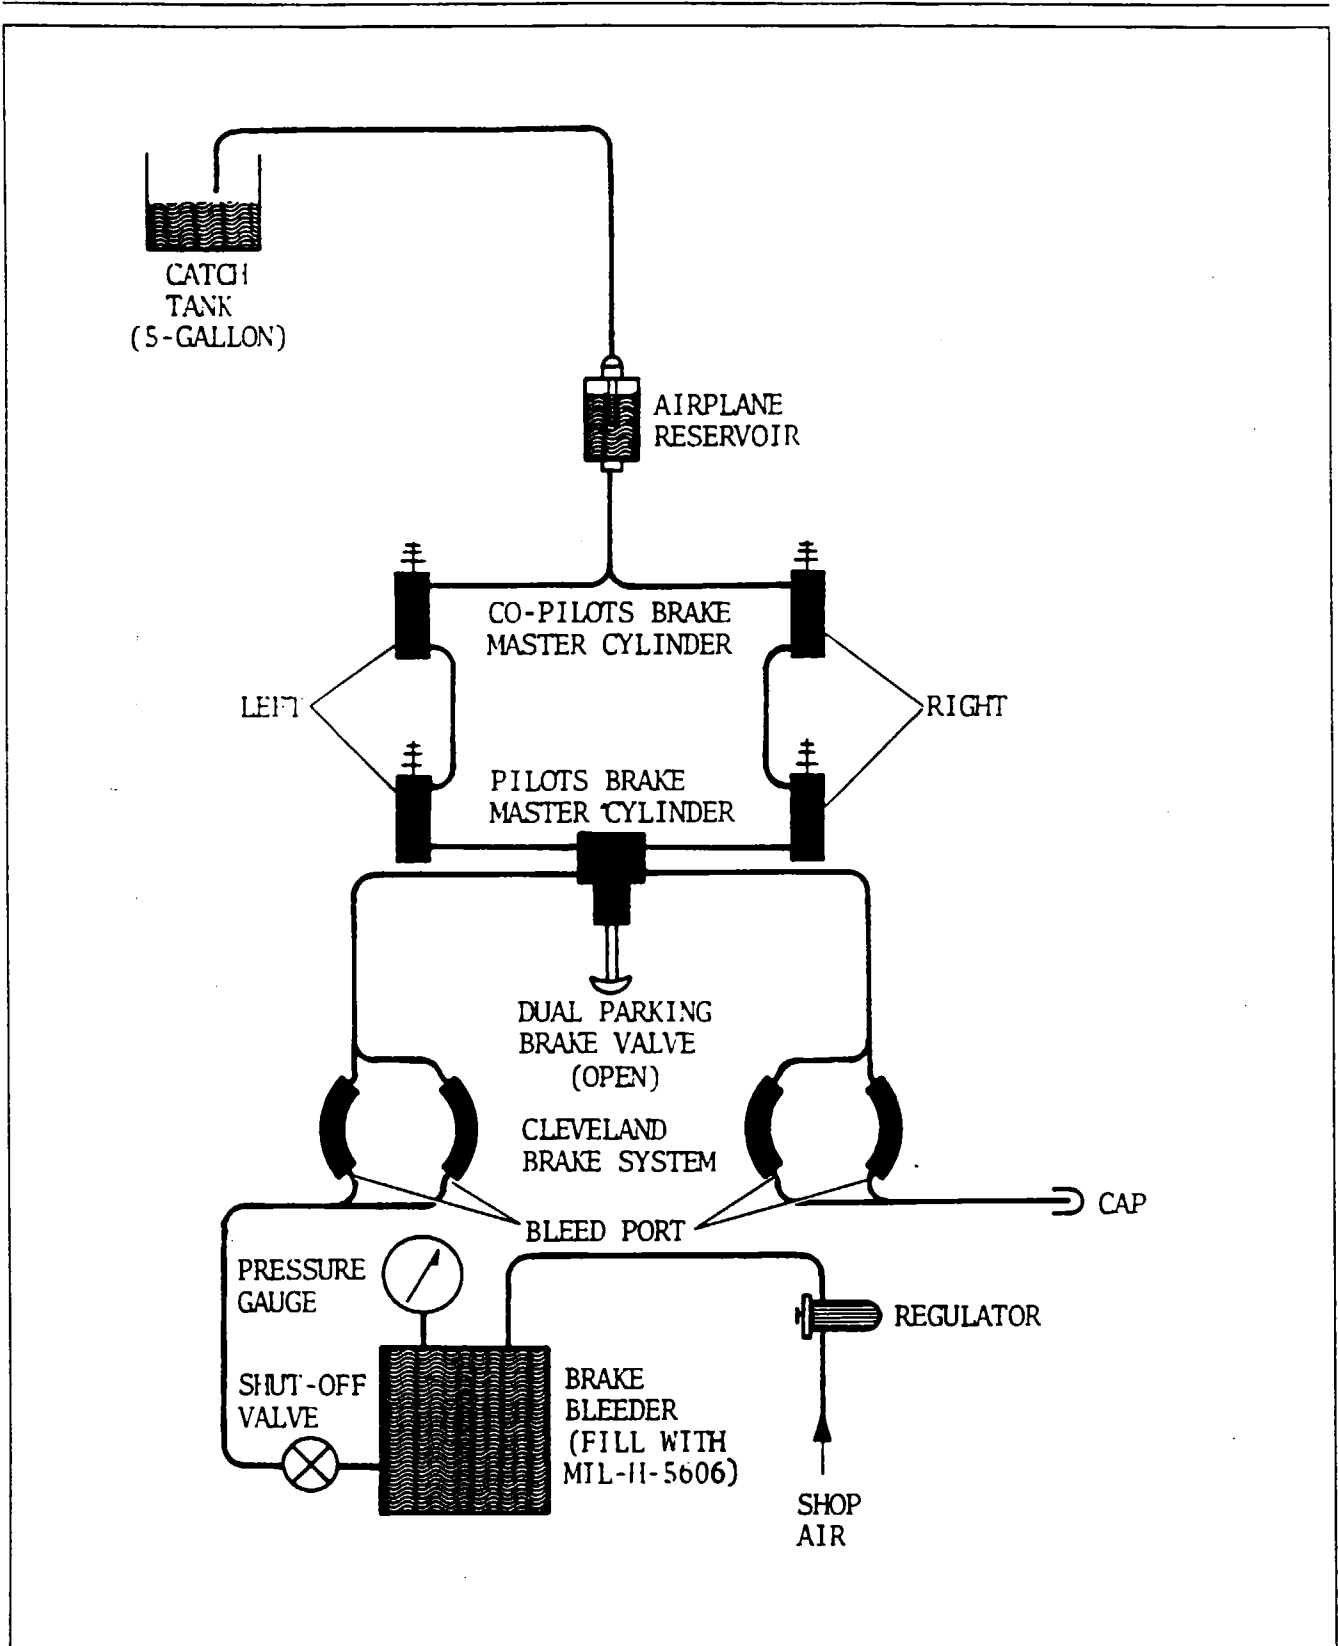 CATCH
TANK
(5-GALLON)
AIRPLANE
RESERVOIR
CO-PILOTS BRAKE
MASTER CYLINDER
LEFT
RIGHT
PILOTS BRAKE
MASTER CYLINDER
DUAL PARKING
BRAKE VALVE
(OPEN)
CLEVELAND
BRAKE SYSTEM
CAP
BLEED PORT
PRESSURE
GAUGE
REGULATOR
SHUT-OFF
VALVE
BRAKE
BLEEDER
(FILL WITH
MIL-H-5606)
SHOP
AIR